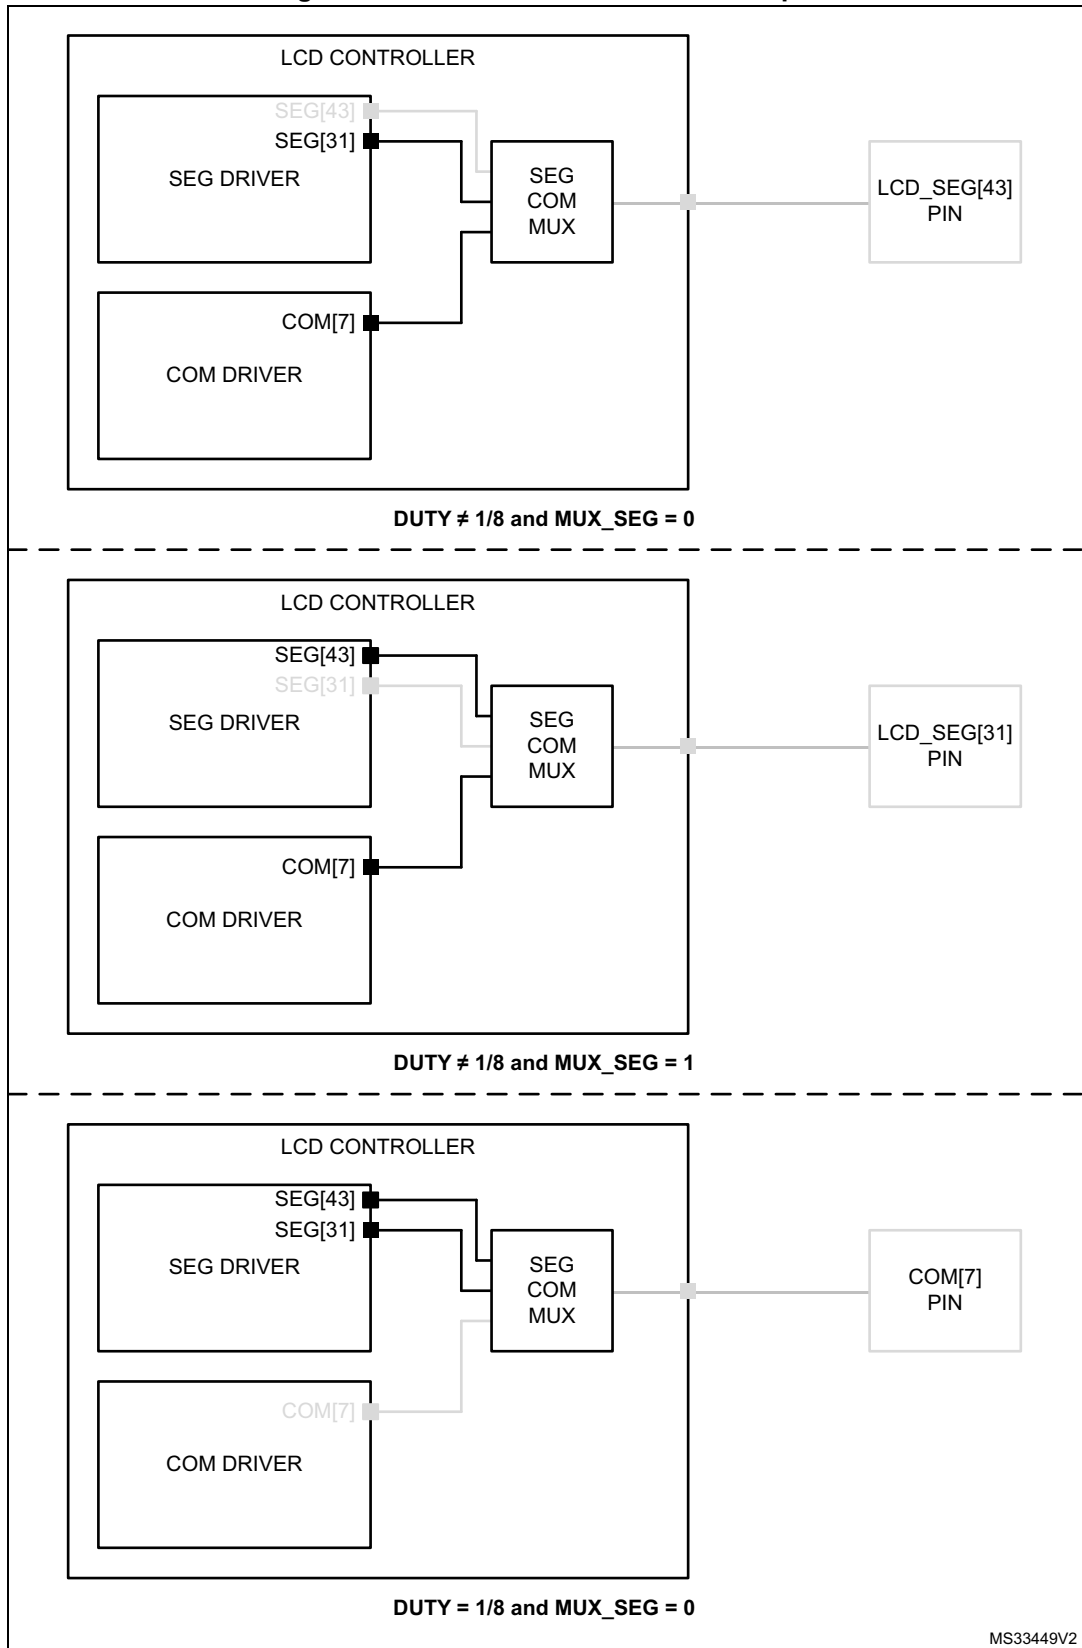 LCD CONTROLLER
SEG[43]
SEG[31]
SEG DRIVER
SEG
COM
MUX
LCD_SEG[43]
PIN
COM[7]
COM DRIVER
DUTY ≠ 1/8 and MUX_SEG = 0
LCD CONTROLLER
SEG[43]
SEG[31]
SEG DRIVER
SEG
COM
MUX
LCD_SEG[31]
PIN
COM[7]
COM DRIVER
DUTY ≠ 1/8 and MUX_SEG = 1
LCD CONTROLLER
SEG[43]
SEG[31]
SEG DRIVER
SEG
COM
MUX
COM[7]
PIN
COM[7]
COM DRIVER
DUTY = 1/8 and MUX_SEG = 0
MS33449V2